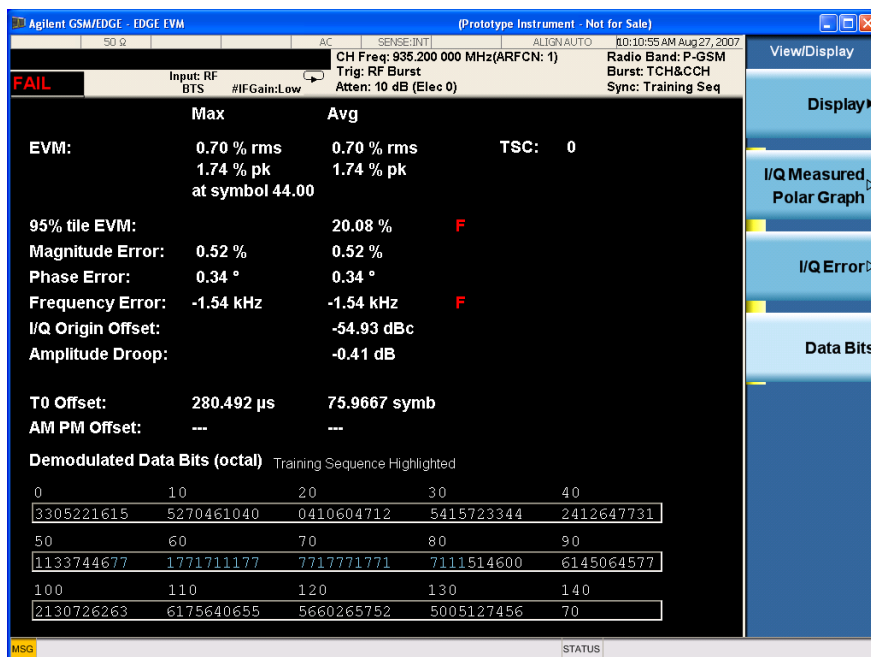 Agilent GSM/EDGE - EDGE EVM (Prototype Instrument - Not for Sale)
50 Ω AC SENSE:INT ALIGN AUTO 10:10:55 AM Aug 27, 2007
CH Freq: 935.200 000 MHz(ARFCN: 1) Radio Band: P-GSM
FAIL Input: RF Trig: RF Burst Burst: TCH&CCH
BTS #IFGain:Low Atten: 10 dB (Elec 0) Sync: Training Seq
Max Avg
EVM: 0.70 % rms 0.70 % rms TSC: 0
1.74 % pk 1.74 % pk
at symbol 44.00
95% tile EVM: 20.08 % F
Magnitude Error: 0.52 % 0.52 %
Phase Error: 0.34 ° 0.34 °
Frequency Error: -1.54 kHz -1.54 kHz F
I/Q Origin Offset: -54.93 dBc
Amplitude Droop: -0.41 dB
T0 Offset: 280.492 µs 75.9667 symb
AM PM Offset: --- ---
Demodulated Data Bits (octal) Training Sequence Highlighted
0 10 20 30 40
3305221615 5270461040 0410604712 5415723344 2412647731
50 60 70 80 90
1133744677 1771711177 7717771771 7111514600 6145064577
100 110 120 130 140
2130726263 6175640655 5660265752 5005127456 70
MSG STATUS
View/Display
Display
I/Q Measured
Polar Graph
I/Q Error
Data Bits